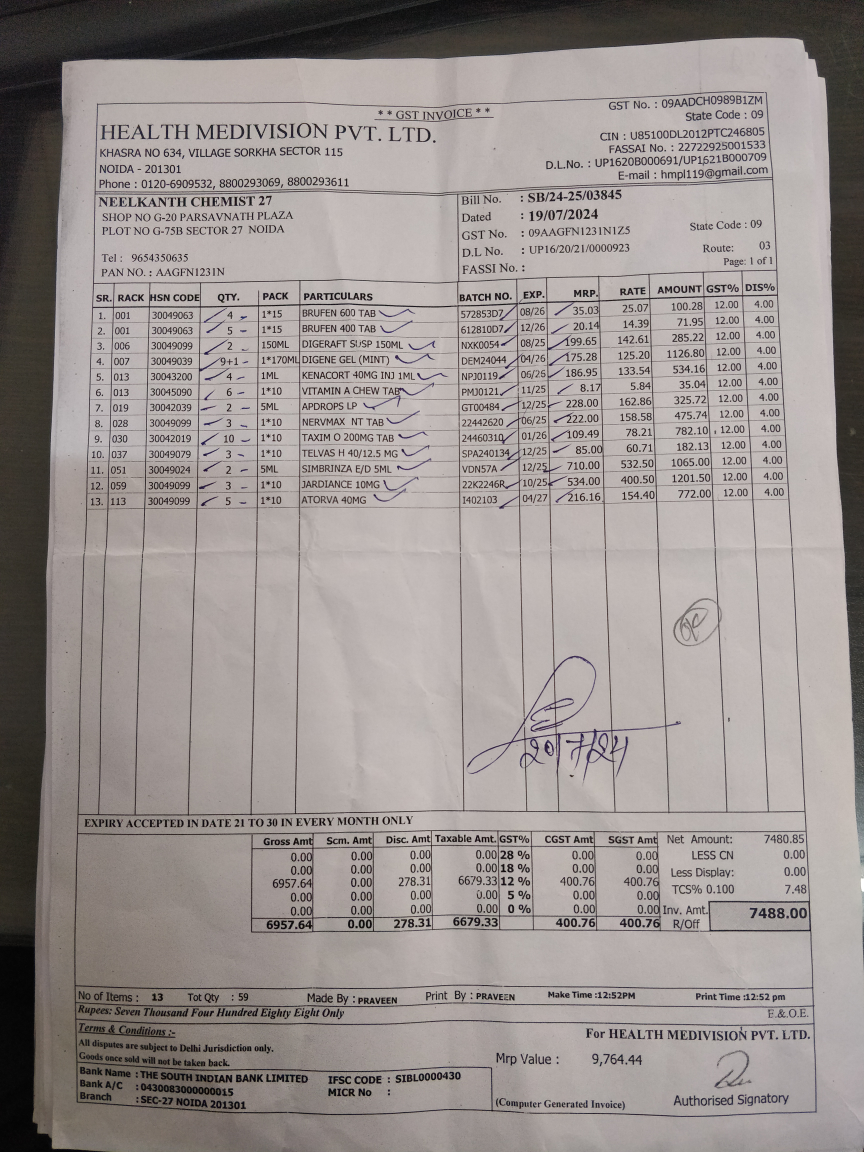 * * GST INVOICE * *
GST No. : 09AADCH0989B1ZM
State Code : 09
HEALTH MEDIVISION PVT. LTD.
CIN : U85100DL2012PTC246805
KHASRA NO 634, VILLAGE SORKHA SECTOR 115
FASSAI No. : 22722925001533
NOIDA - 201301
D.L.No. : UP1620B000691/UP1621B000709
Phone : 0120-6909532, 8800293069, 8800293611
E-mail : hmpl119@gmail.com
NEELKANTH CHEMIST 27
SHOP NO G-20 PARSAVNATH PLAZA
PLOT NO G-75B SECTOR 27 NOIDA
Tel : 9654350635
PAN NO. : AAGFN1231N
Bill No. : SB/24-25/03845
Dated : 19/07/2024
GST No. : 09AAGFN1231N1Z5 State Code : 09
D.L No. : UP16/20/21/0000923 Route: 03
FASSI No. : Page: 1 of 1
SR. RACK HSN CODE QTY. PACK PARTICULARS BATCH NO. EXP. MRP. RATE AMOUNT GST% DIS%
1. 001 30049063 4 1*15 BRUFEN 600 TAB 572853D7 08/26 35.03 25.07 100.28 12.00 4.00
2. 001 30049063 5 1*15 BRUFEN 400 TAB 612810D7 12/26 20.14 14.39 71.95 12.00 4.00
3. 006 30049099 2 150ML DIGERAFT SUSP 150ML NXK0054 08/25 199.65 142.61 285.22 12.00 4.00
4. 007 30049039 9+1 1*170ML DIGENE GEL (MINT) DEM24044 04/26 175.28 125.20 1126.80 12.00 4.00
5. 013 30043200 4 1ML KENACORT 40MG INJ 1ML NPJ0119 06/26 186.95 133.54 534.16 12.00 4.00
6. 013 30045090 6 1*10 VITAMIN A CHEW TAB PMJ0121 11/25 8.17 5.84 35.04 12.00 4.00
7. 019 30042039 2 5ML APDROPS LP GT00484 12/25 228.00 162.86 325.72 12.00 4.00
8. 028 30049099 3 1*10 NERVMAX NT TAB 22442620 06/25 222.00 158.58 475.74 12.00 4.00
9. 030 30042019 10 1*10 TAXIM O 200MG TAB 24460310 01/26 109.49 78.21 782.10 12.00 4.00
10. 037 30049079 3 1*10 TELVAS H 40/12.5 MG SPA240134 12/25 85.00 60.71 182.13 12.00 4.00
11. 051 30049024 2 5ML SIMBRINZA E/D 5ML VDN57A 12/25 710.00 532.50 1065.00 12.00 4.00
12. 059 30049099 3 1*10 JARDIANCE 10MG 22K2246R 10/25 534.00 400.50 1201.50 12.00 4.00
13. 113 30049099 5 1*10 ATORVA 40MG I402103 04/27 216.16 154.40 772.00 12.00 4.00
20/7/24
EXPIRY ACCEPTED IN DATE 21 TO 30 IN EVERY MONTH ONLY
Gross Amt Scm. Amt Disc. Amt Taxable Amt. GST% CGST Amt SGST Amt Net Amount: 7480.85
0.00 0.00 0.00 0.00 28 % 0.00 0.00 LESS CN 0.00
0.00 0.00 0.00 0.00 18 % 0.00 0.00 Less Display: 0.00
6957.64 0.00 278.31 6679.33 12 % 400.76 400.76 TCS% 0.100 7.48
0.00 0.00 0.00 0.00 5 % 0.00 0.00
0.00 0.00 0.00 0.00 0 % 0.00 0.00 Inv. Amt. 7488.00
6957.64 0.00 278.31 6679.33 400.76 400.76 R/Off
No of Items : 13 Tot Qty : 59 Made By : PRAVEEN Print By : PRAVEEN Make Time :12:52PM Print Time :12:52 pm
Rupees: Seven Thousand Four Hundred Eighty Eight Only E.&.O.E.
Terms & Conditions :-
All disputes are subject to Delhi Jurisdiction only.
Goods once sold will not be taken back.
For HEALTH MEDIVISION PVT. LTD.
Mrp Value : 9,764.44
Bank Name : THE SOUTH INDIAN BANK LIMITED IFSC CODE : SIBL0000430
Bank A/C : 0430083000000015 MICR No :
Branch : SEC-27 NOIDA 201301
(Computer Generated Invoice) Authorised Signatory